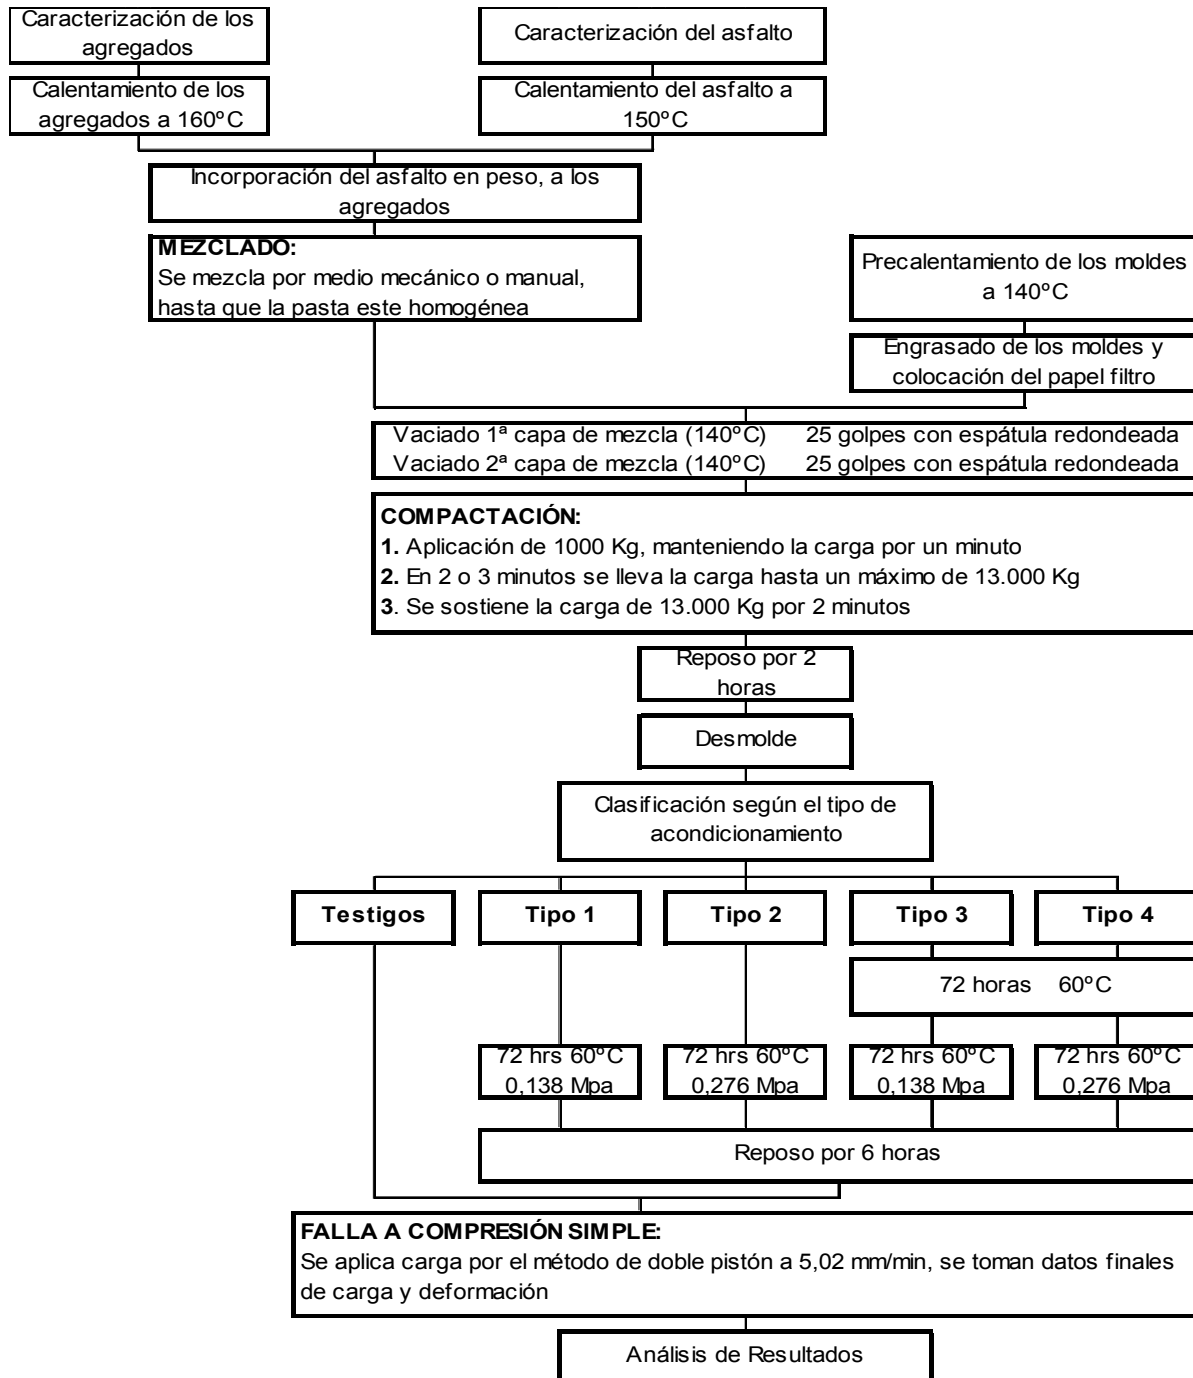 Caracterización de los
agregados
Caracterización del asfalto
Calentamiento de los
agregados a 160ºC
Calentamiento del asfalto a
150ºC
Incorporación del asfalto en peso, a los
agregados
MEZCLADO:
Se mezcla por medio mecánico o manual,
hasta que la pasta este homogénea
Precalentamiento de los moldes
a 140ºC
Engrasado de los moldes y
colocación del papel filtro
Vaciado 1ª capa de mezcla (140ºC) 25 golpes con espátula redondeada
Vaciado 2ª capa de mezcla (140ºC) 25 golpes con espátula redondeada
COMPACTACIÓN:
1. Aplicación de 1000 Kg, manteniendo la carga por un minuto
2. En 2 o 3 minutos se lleva la carga hasta un máximo de 13.000 Kg
3. Se sostiene la carga de 13.000 Kg por 2 minutos
Reposo por 2
horas
Desmolde
Clasificación según el tipo de
acondicionamiento
Testigos
Tipo 1
Tipo 2
Tipo 3
Tipo 4
72 horas 60ºC
72 hrs 60ºC
0,138 Mpa
72 hrs 60ºC
0,276 Mpa
72 hrs 60ºC
0,138 Mpa
72 hrs 60ºC
0,276 Mpa
Reposo por 6 horas
FALLA A COMPRESIÓN SIMPLE:
Se aplica carga por el método de doble pistón a 5,02 mm/min, se toman datos finales
de carga y deformación
Análisis de Resultados